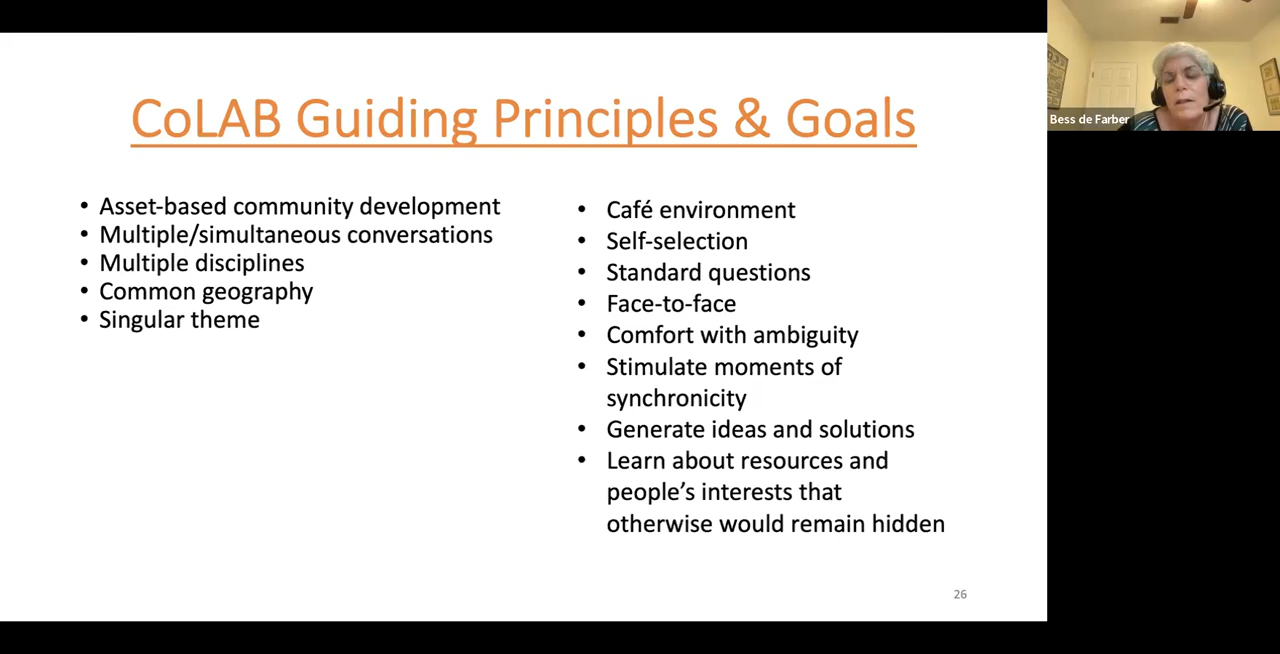 CoLAB Guiding Principles & Goals
• Asset-based community development
• Multiple/simultaneous conversations
• Multiple disciplines
• Common geography
• Singular theme
• Café environment
• Self-selection
• Standard questions
• Face-to-face
• Comfort with ambiguity
• Stimulate moments of
synchronicity
• Generate ideas and solutions
• Learn about resources and
people’s interests that
otherwise would remain hidden
26
Bess de Farber